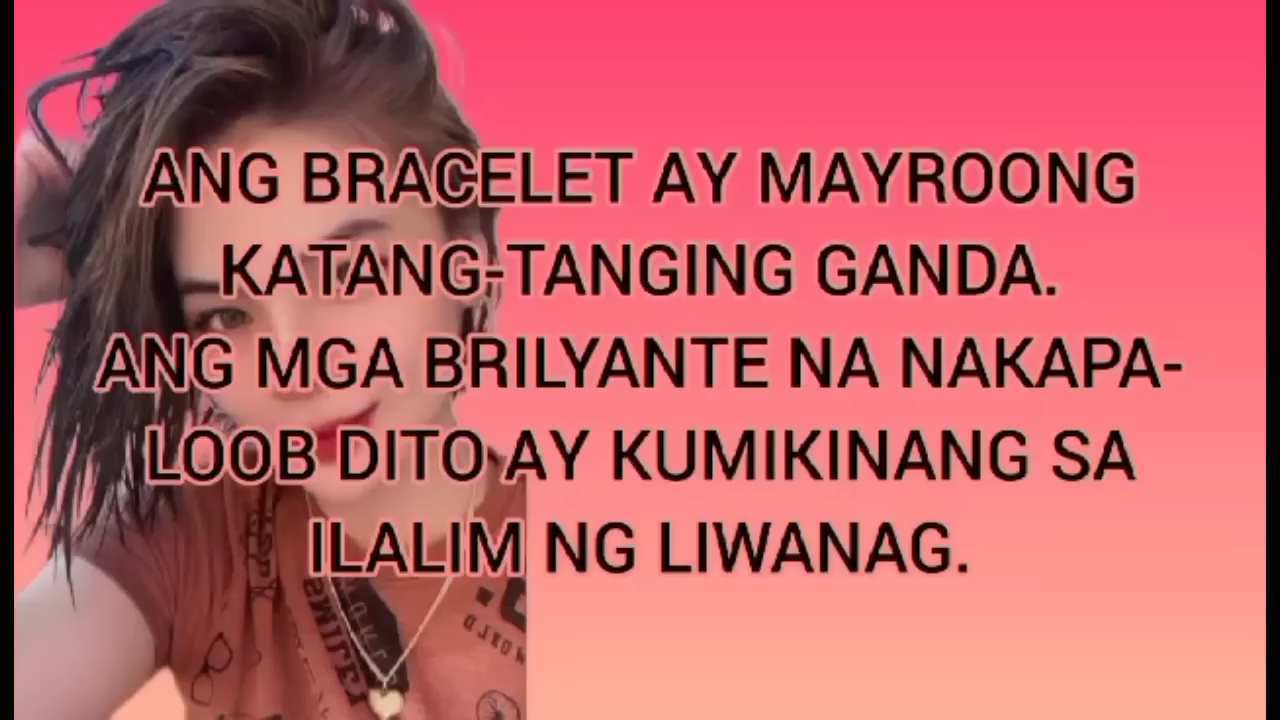 ANG BRACELET AY MAYROONG
KATANG-TANGING GANDA.
ANG MGA BRILYANTE NA NAKAPA-
LOOB DITO AY KUMIKINANG SA
ILALIM NG LIWANAG.